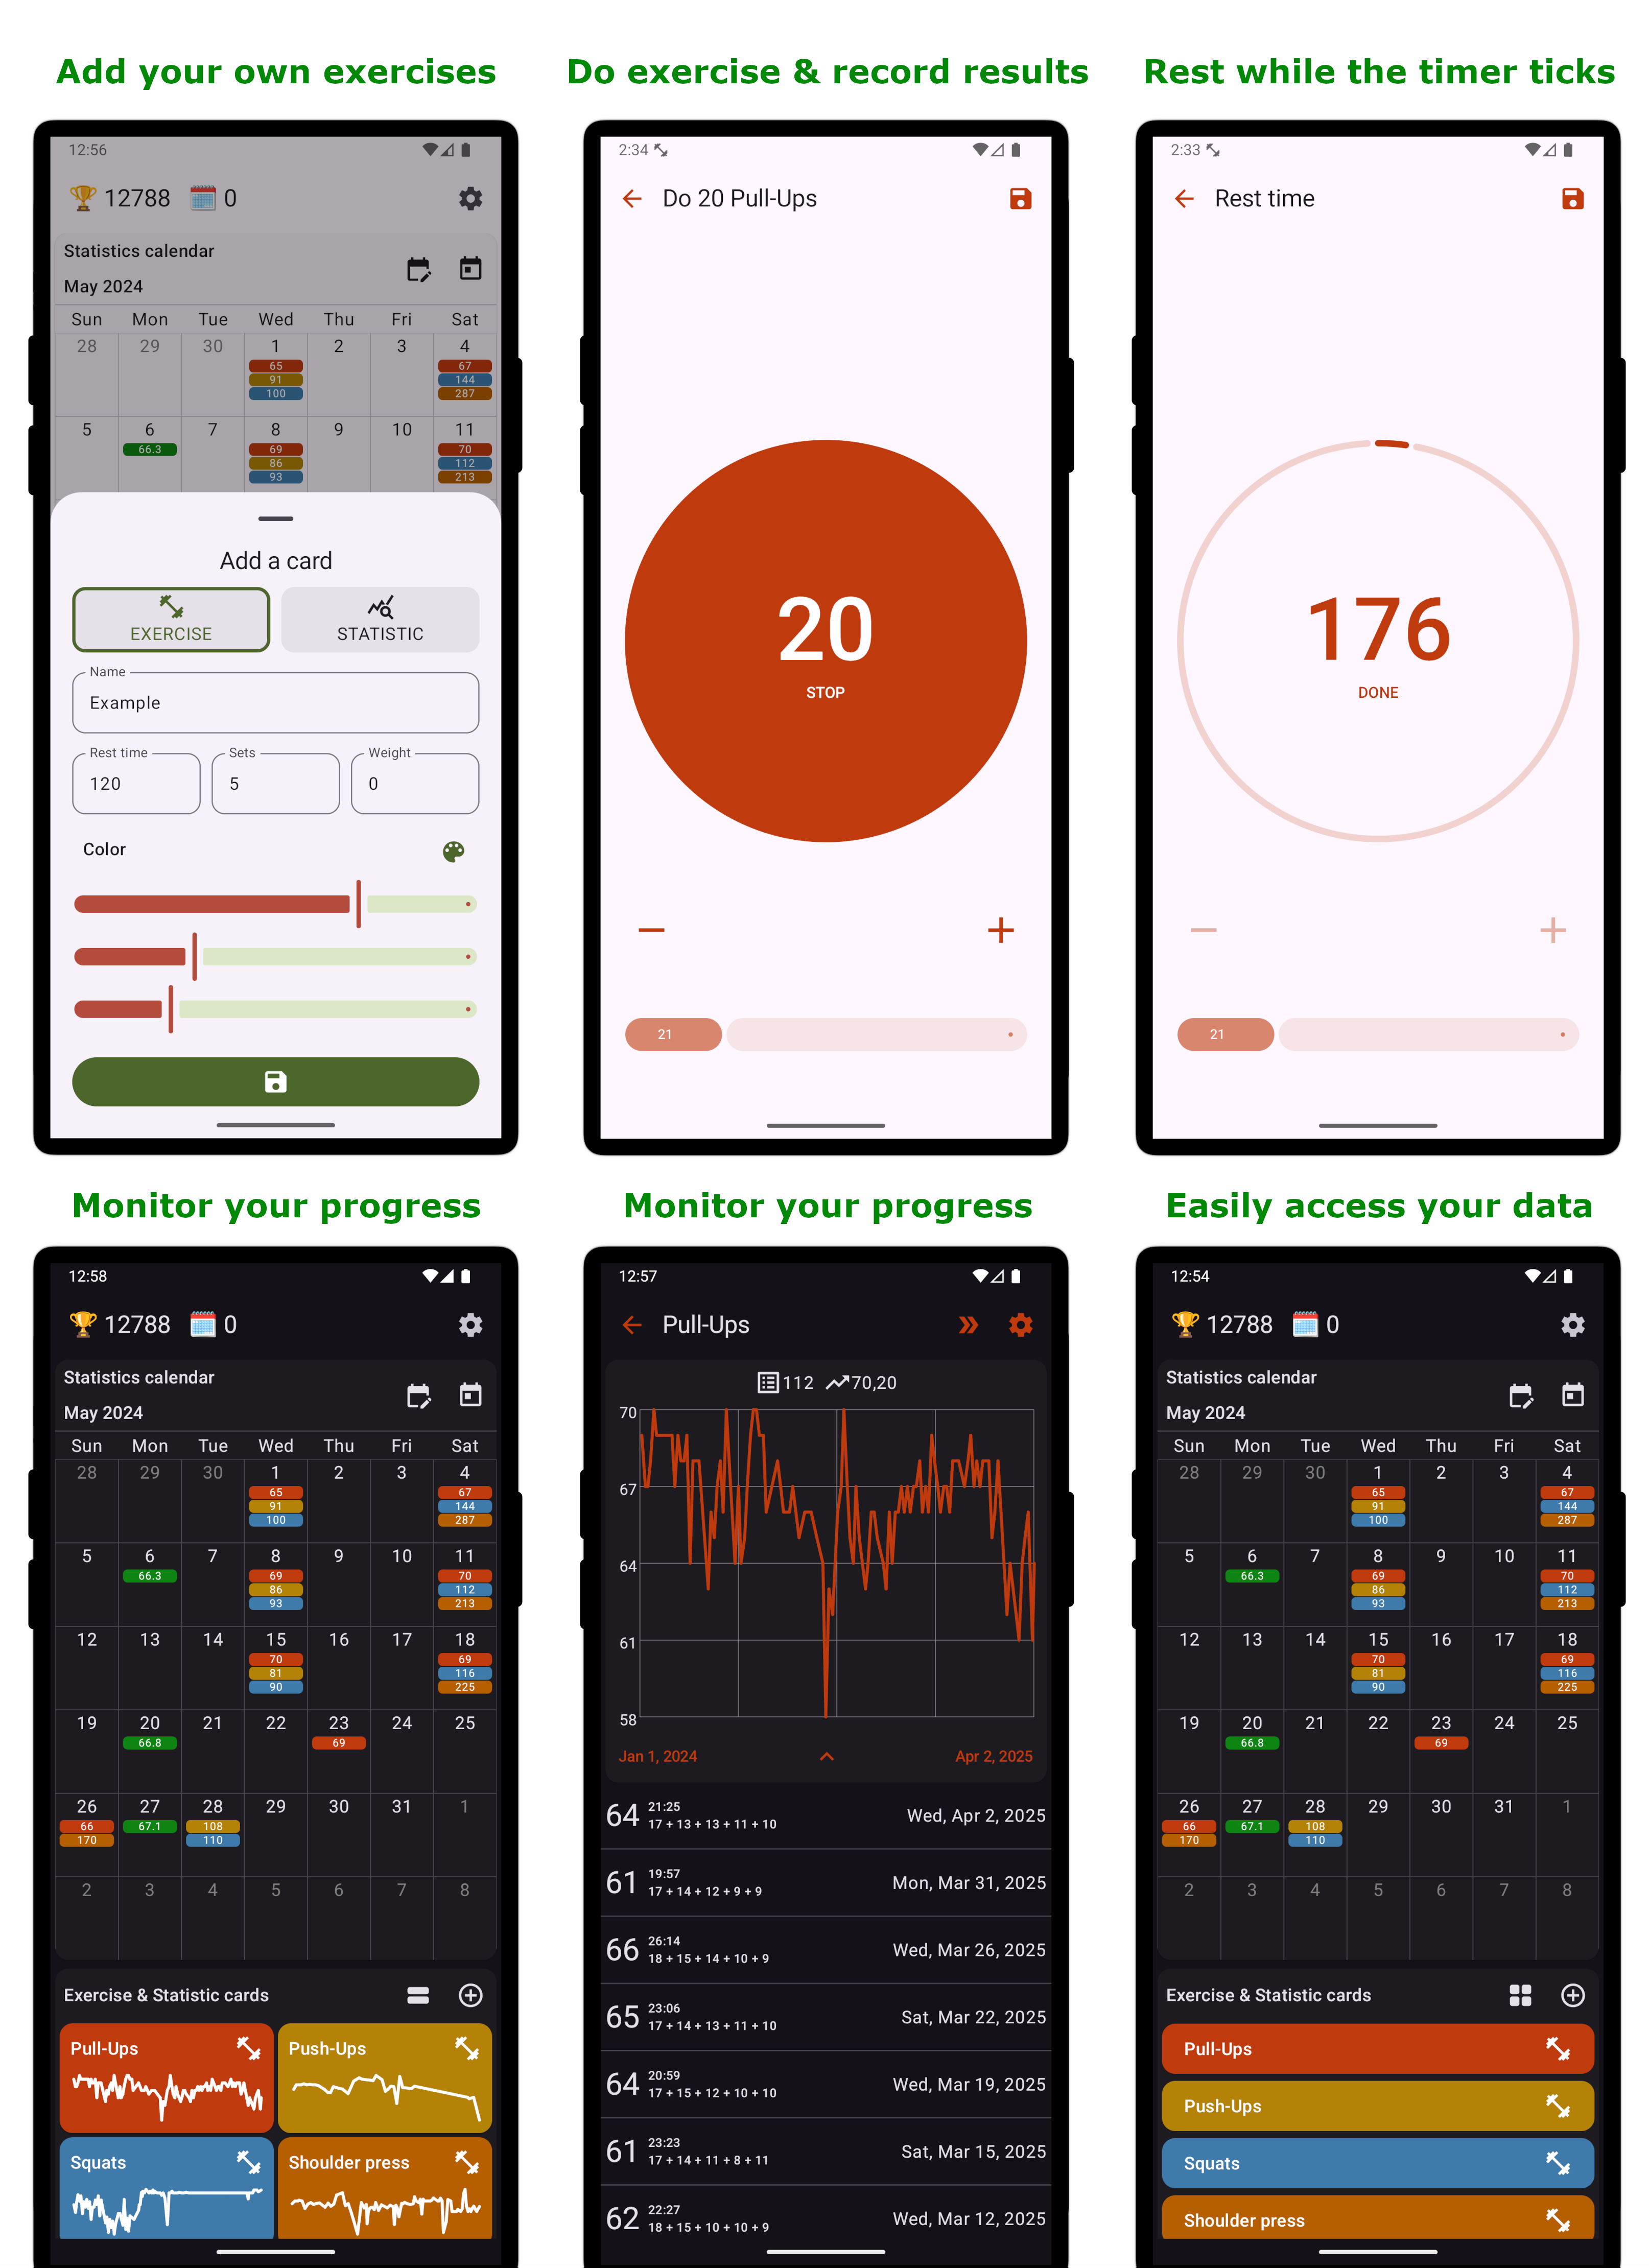 Add your own exercises
12:56
12788 0
Statistics calendar
May 2024
Sun Mon Tue Wed Thu Fri Sat
28 29 30 1 2 3 4
65 67
91 144
100 287
5 6 7 8 9 10 11
66.3 69 70
86 112
93 213
Add a card
EXERCISE STATISTIC
Name
Example
Rest time Sets Weight
120 5 0
Color
Do exercise & record results
2:34
Do 20 Pull-Ups
20
STOP
− +
21
Rest while the timer ticks
2:33
Rest time
176
DONE
− +
21
Monitor your progress
12:58
12788 0
Statistics calendar
May 2024
Sun Mon Tue Wed Thu Fri Sat
28 29 30 1 2 3 4
65 67
91 144
100 287
5 6 7 8 9 10 11
66.3 69 70
86 112
93 213
12 13 14 15 16 17 18
70 69
81 116
90 225
19 20 21 22 23 24 25
66.8 69
26 27 28 29 30 31 1
66 67.1 108
170 110
2 3 4 5 6 7 8
Exercise & Statistic cards
Pull-Ups Push-Ups
Squats Shoulder press
Monitor your progress
12:57
Pull-Ups
112 70,20
70
67
64
61
58
Jan 1, 2024 Apr 2, 2025
64 21:25 Wed, Apr 2, 2025
17 + 13 + 13 + 11 + 10
61 19:57 Mon, Mar 31, 2025
17 + 14 + 12 + 9 + 9
66 26:14 Wed, Mar 26, 2025
18 + 15 + 14 + 10 + 9
65 23:06 Sat, Mar 22, 2025
17 + 14 + 13 + 11 + 10
64 20:59 Wed, Mar 19, 2025
17 + 15 + 12 + 10 + 10
61 23:23 Sat, Mar 15, 2025
17 + 14 + 11 + 8 + 11
62 22:27 Wed, Mar 12, 2025
18 + 15 + 10 + 10 + 9
Easily access your data
12:54
12788 0
Statistics calendar
May 2024
Sun Mon Tue Wed Thu Fri Sat
28 29 30 1 2 3 4
65 67
91 144
100 287
5 6 7 8 9 10 11
66.3 69 70
86 112
93 213
12 13 14 15 16 17 18
70 69
81 116
90 225
19 20 21 22 23 24 25
66.8 69
26 27 28 29 30 31 1
66 67.1 108
170 110
2 3 4 5 6 7 8
Exercise & Statistic cards
Pull-Ups
Push-Ups
Squats
Shoulder press